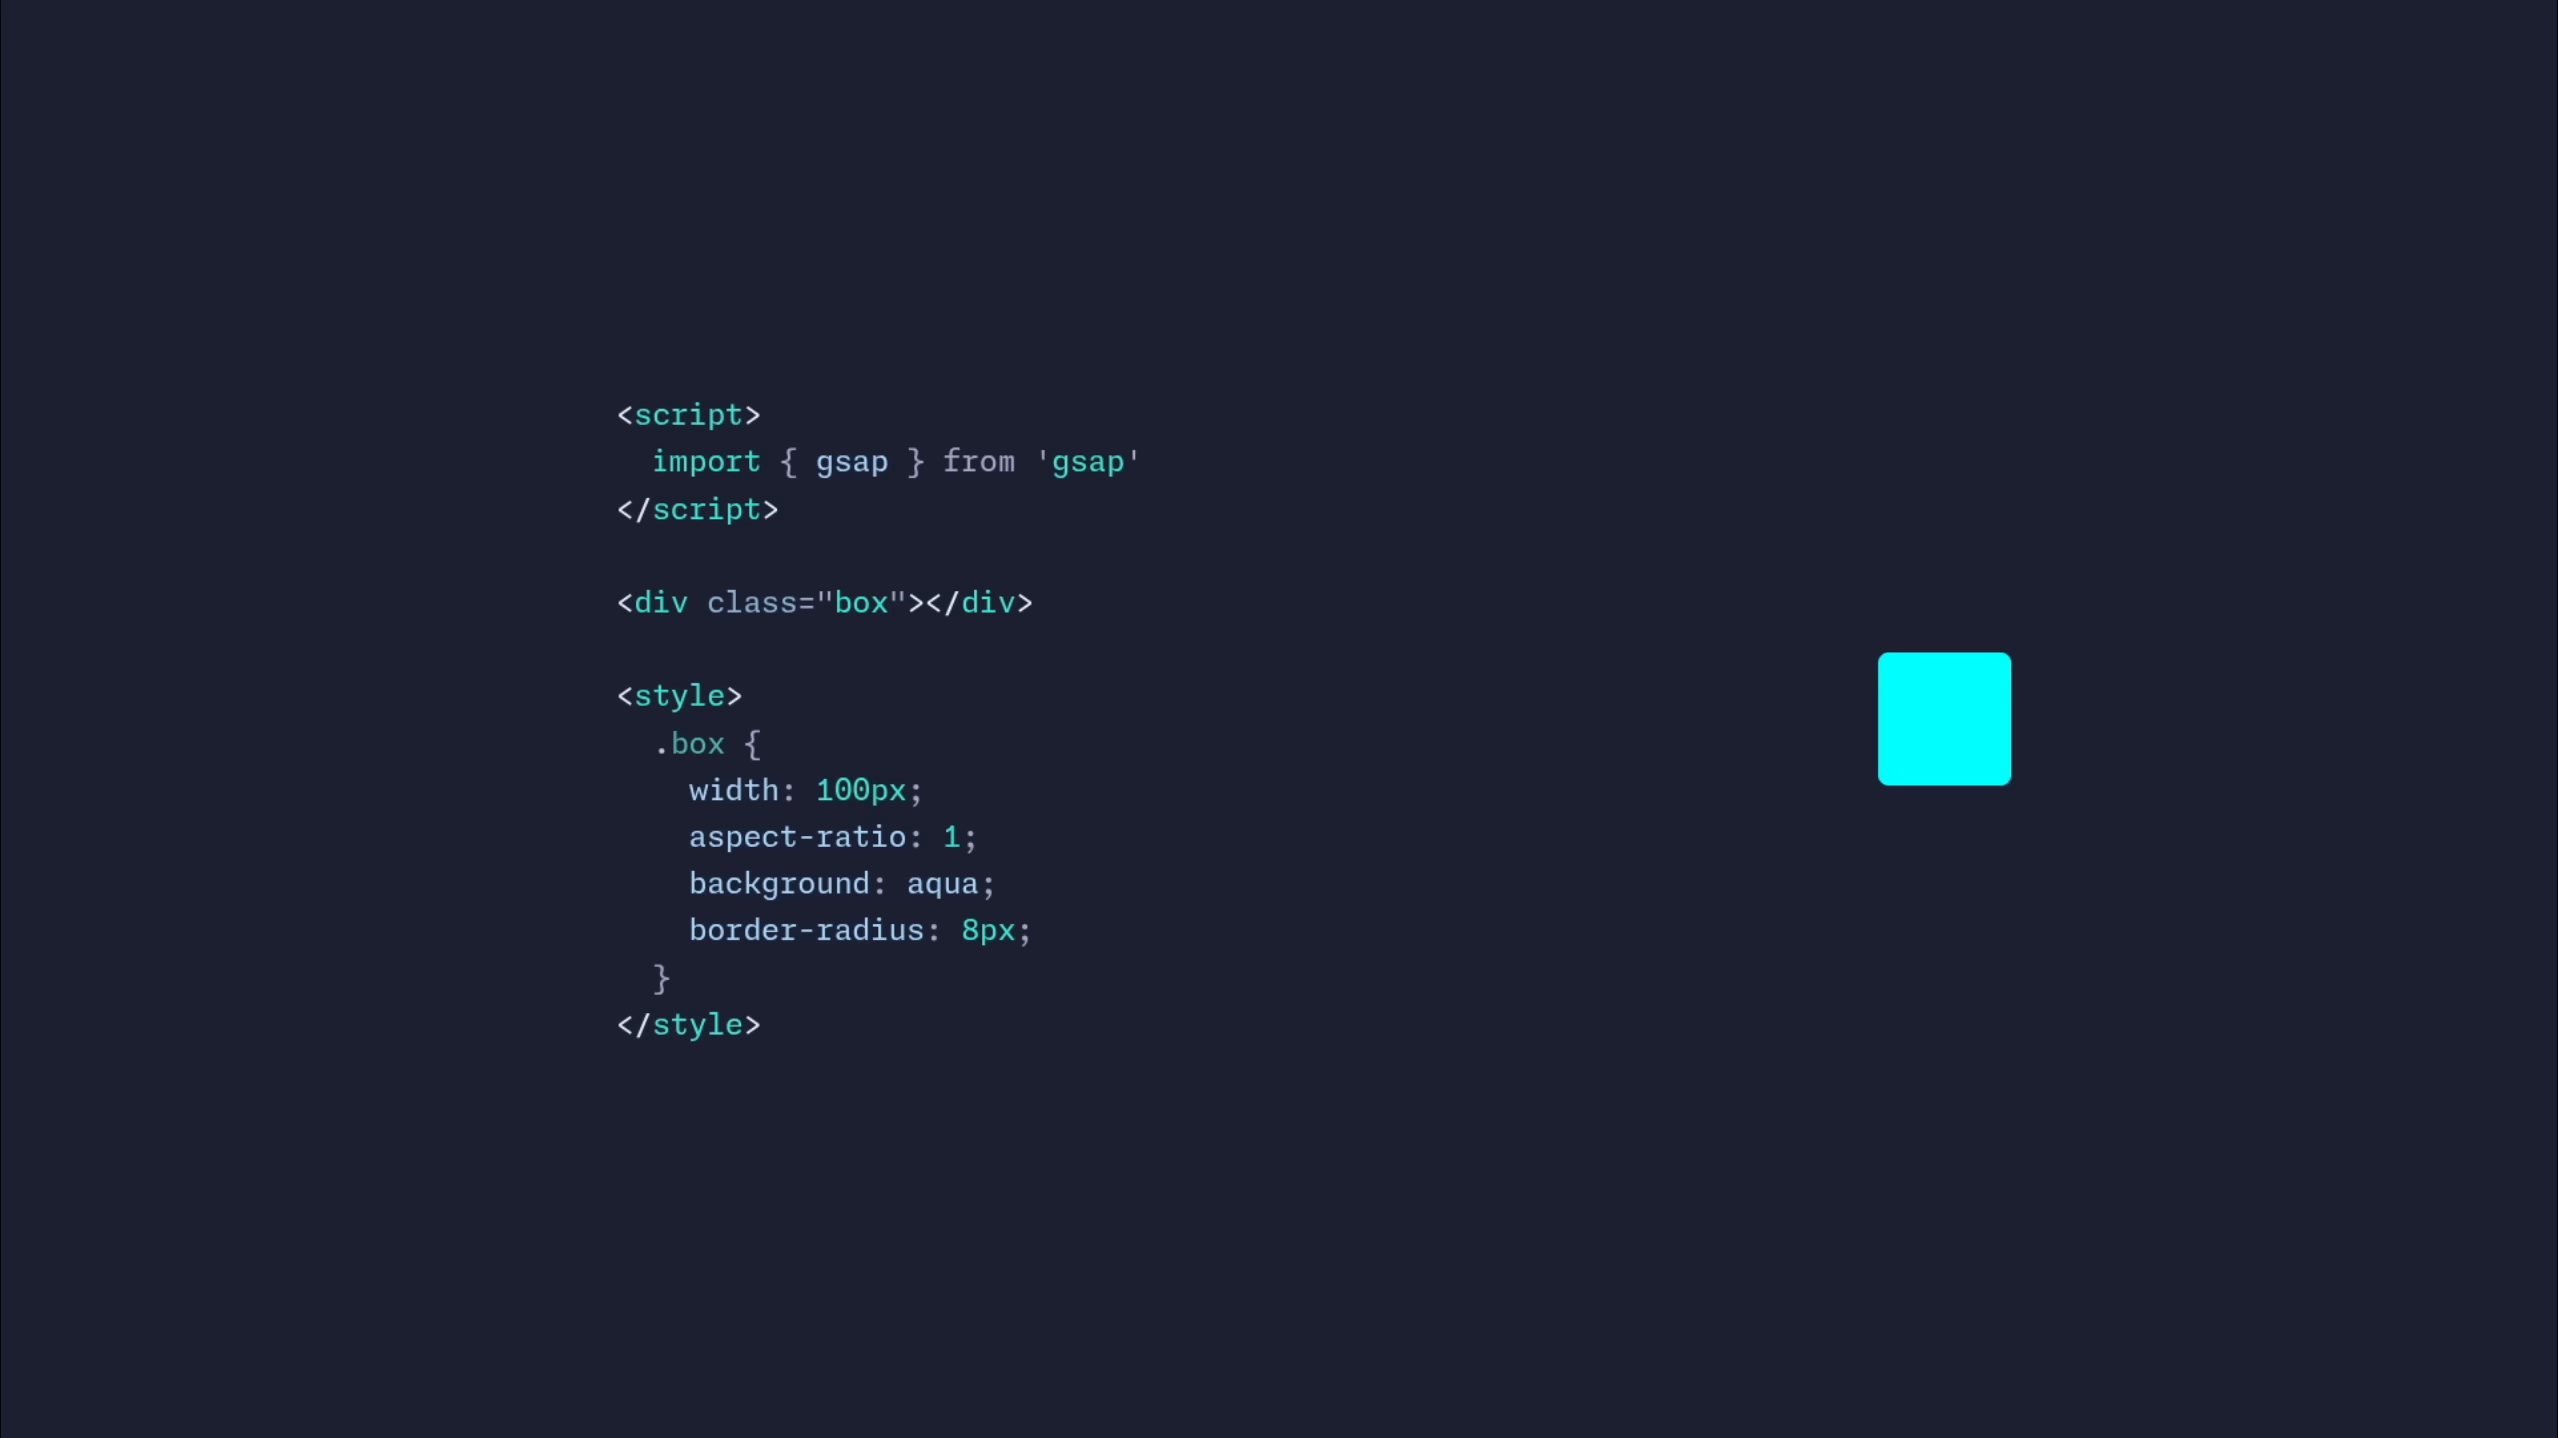 <script>
  import { gsap } from 'gsap'
</script>

<div class="box"></div>

<style>
  .box {
    width: 100px;
    aspect-ratio: 1;
    background: aqua;
    border-radius: 8px;
  }
</style>